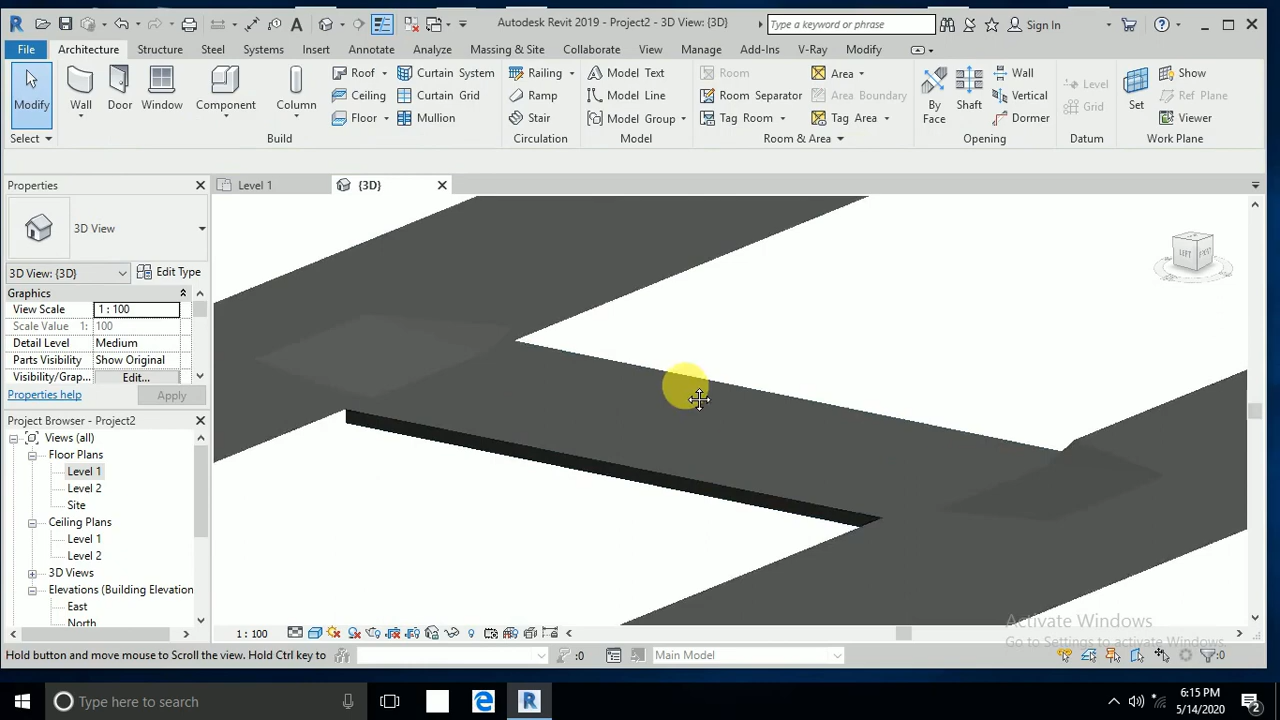 Autodesk Revit 2019 - Project2 - 3D View: {3D}
Type a keyword or phrase
Sign In
File Architecture Structure Steel Systems Insert Annotate Analyze Massing & Site Collaborate View Manage Add-Ins V-Ray Modify
Modify
Select
Wall
Door
Window
Component
Column
Roof
Ceiling
Floor
Curtain System
Curtain Grid
Mullion
Build
Railing
Ramp
Stair
Circulation
Model Text
Model Line
Model Group
Model
Room
Room Separator
Tag Room
Area
Area Boundary
Tag Area
Room & Area
By Face
Shaft
Wall
Vertical
Dormer
Opening
Level
Grid
Datum
Set
Show
Ref Plane
Viewer
Work Plane
Properties
Level 1
{3D}
3D View
3D View: {3D}
Edit Type
Graphics
View Scale 1 : 100
Scale Value 1: 100
Detail Level Medium
Parts Visibility Show Original
Visibility/Grap... Edit...
Properties help
Apply
Project Browser - Project2
Views (all)
Floor Plans
Level 1
Level 2
Site
Ceiling Plans
Level 1
Level 2
3D Views
Elevations (Building Elevation
East
North
LEFT
1 : 100
Activate Windows
Go to Settings to activate Windows.
Hold button and move mouse to Scroll the view. Hold Ctrl key to
:0
Main Model
:0
Type here to search
6:15 PM
5/14/2020
2